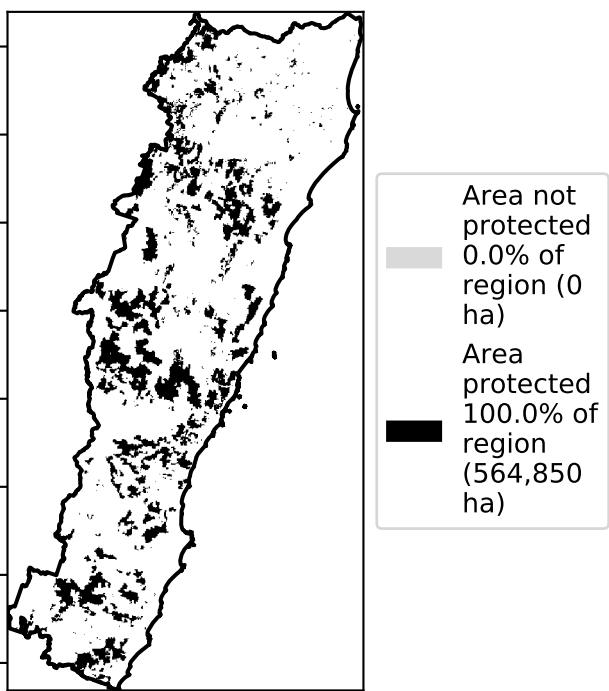 Area not
protected
0.0% of
region (0
ha)
Area
protected
100.0% of
region
(564,850
ha)